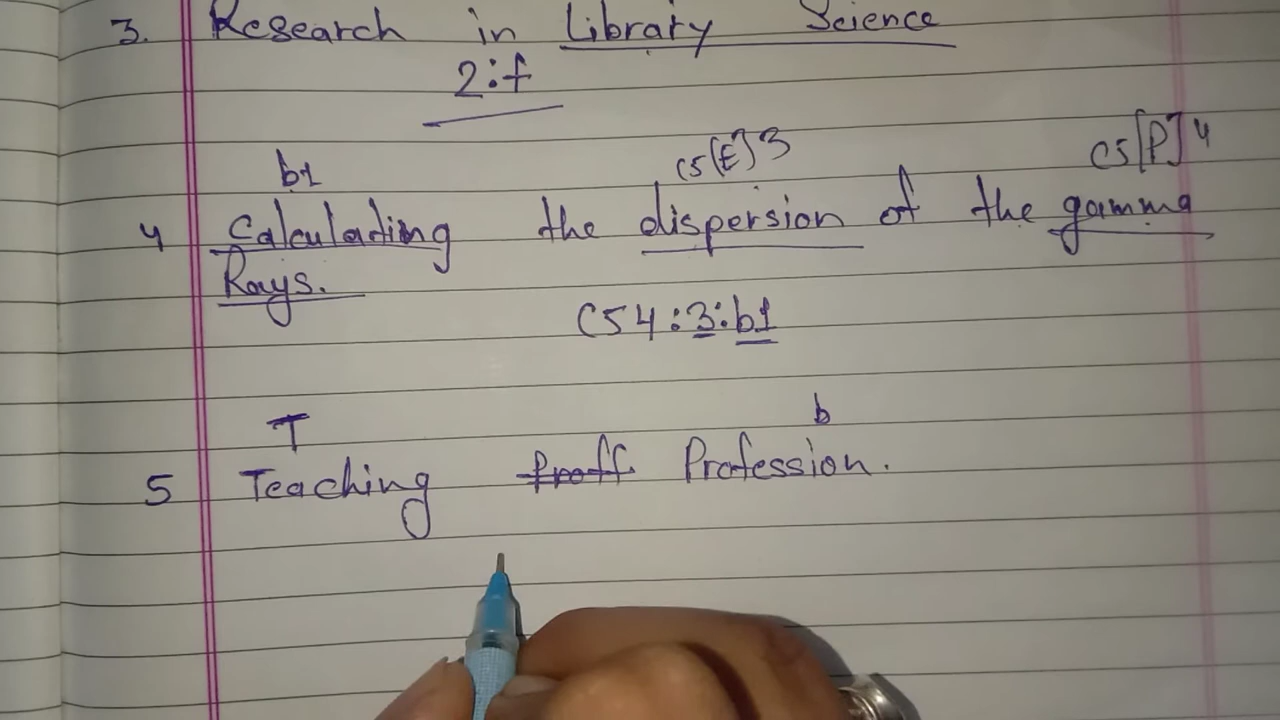 3. Research in Library Science
2:f
b1 C5[E]3 C5[P]4
4 Calculating the dispersion of the gamma
Rays.
C54:3:b1
T b
5 Teaching Proff Profession.